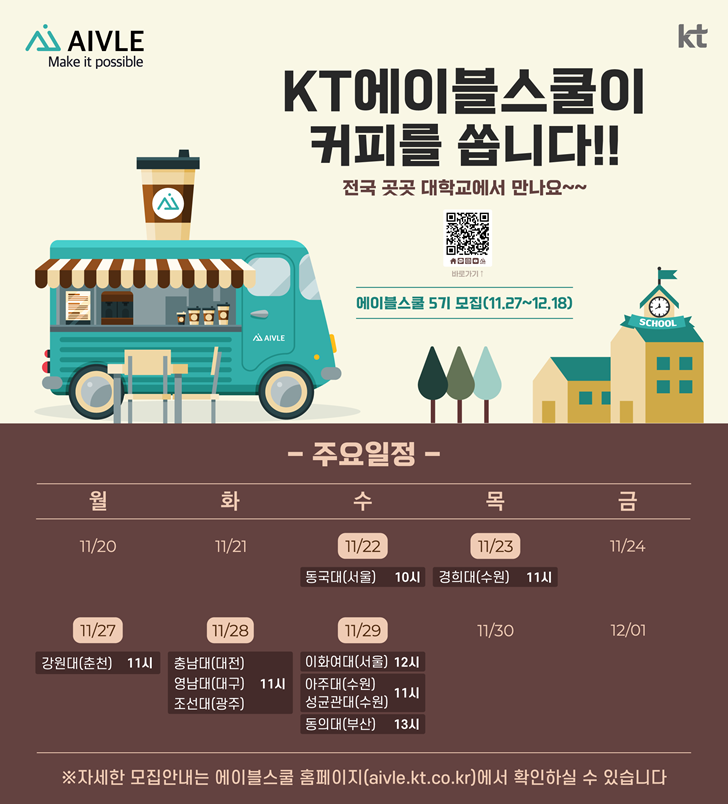 AIVLE
Make it possible
kt
KT에이블스쿨이
커피를 쏩니다!!
전국 곳곳 대학교에서 만나요~~
바로가기 ↑
에이블스쿨 5기 모집(11.27~12.18)
AIVLE
SCHOOL
– 주요일정 –
월 화 수 목 금
11/20 11/21 11/22 11/23 11/24
동국대(서울) 10시 경희대(수원) 11시
11/27 11/28 11/29 11/30 12/01
강원대(춘천) 11시 충남대(대전) 이화여대(서울) 12시
영남대(대구) 11시 아주대(수원) 11시
조선대(광주) 성균관대(수원)
동의대(부산) 13시
※자세한 모집안내는 에이블스쿨 홈페이지(aivle.kt.co.kr)에서 확인하실 수 있습니다